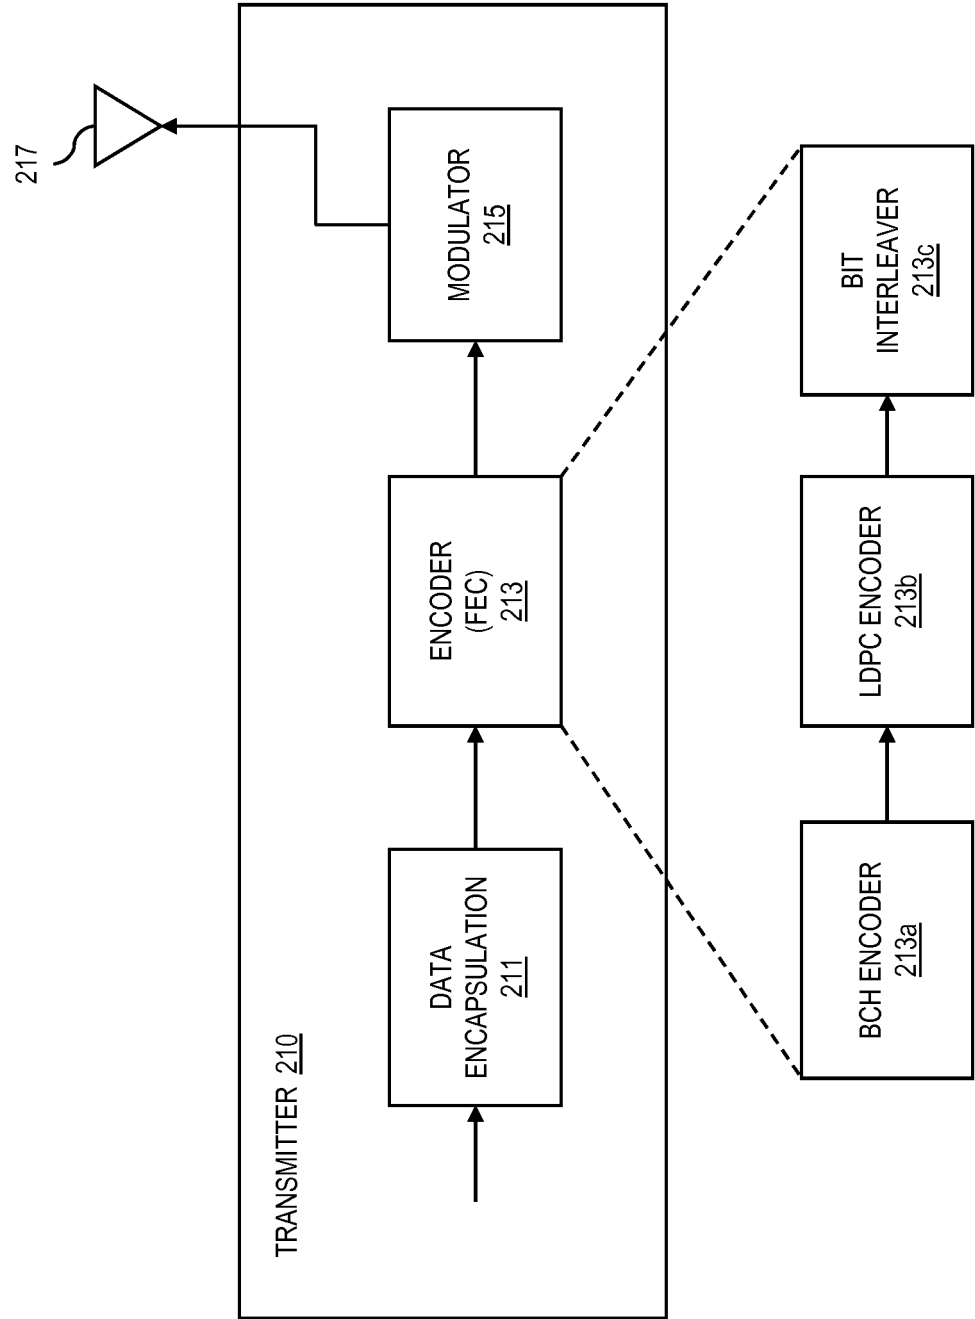 TRANSMITTER 210
217
DATA
ENCAPSULATION
211
ENCODER
(FEC)
213
MODULATOR
215
BCH ENCODER
213a
LDPC ENCODER
213b
BIT
INTERLEAVER
213c